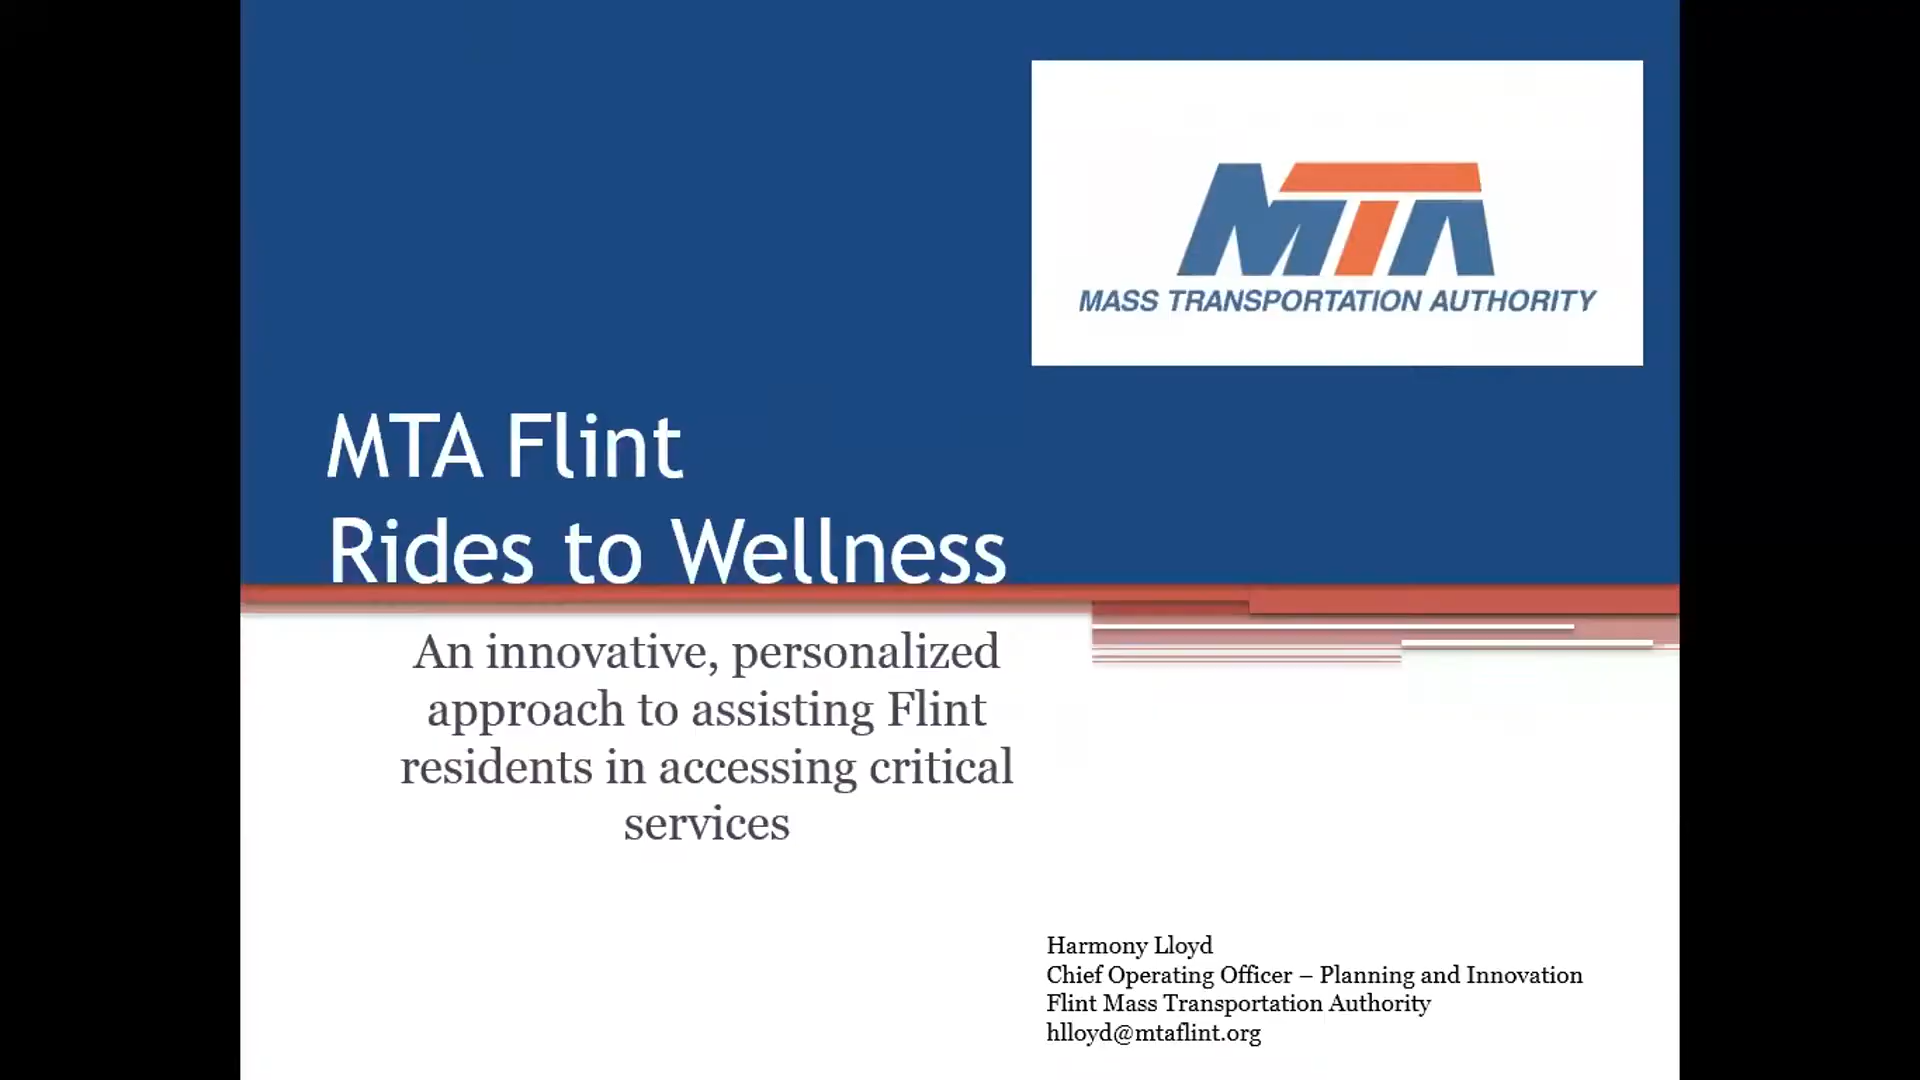 MTA
MASS TRANSPORTATION AUTHORITY
MTA Flint
Rides to Wellness
An innovative, personalized
approach to assisting Flint
residents in accessing critical
services
Harmony Lloyd
Chief Operating Officer – Planning and Innovation
Flint Mass Transportation Authority
hlloyd@mtaflint.org